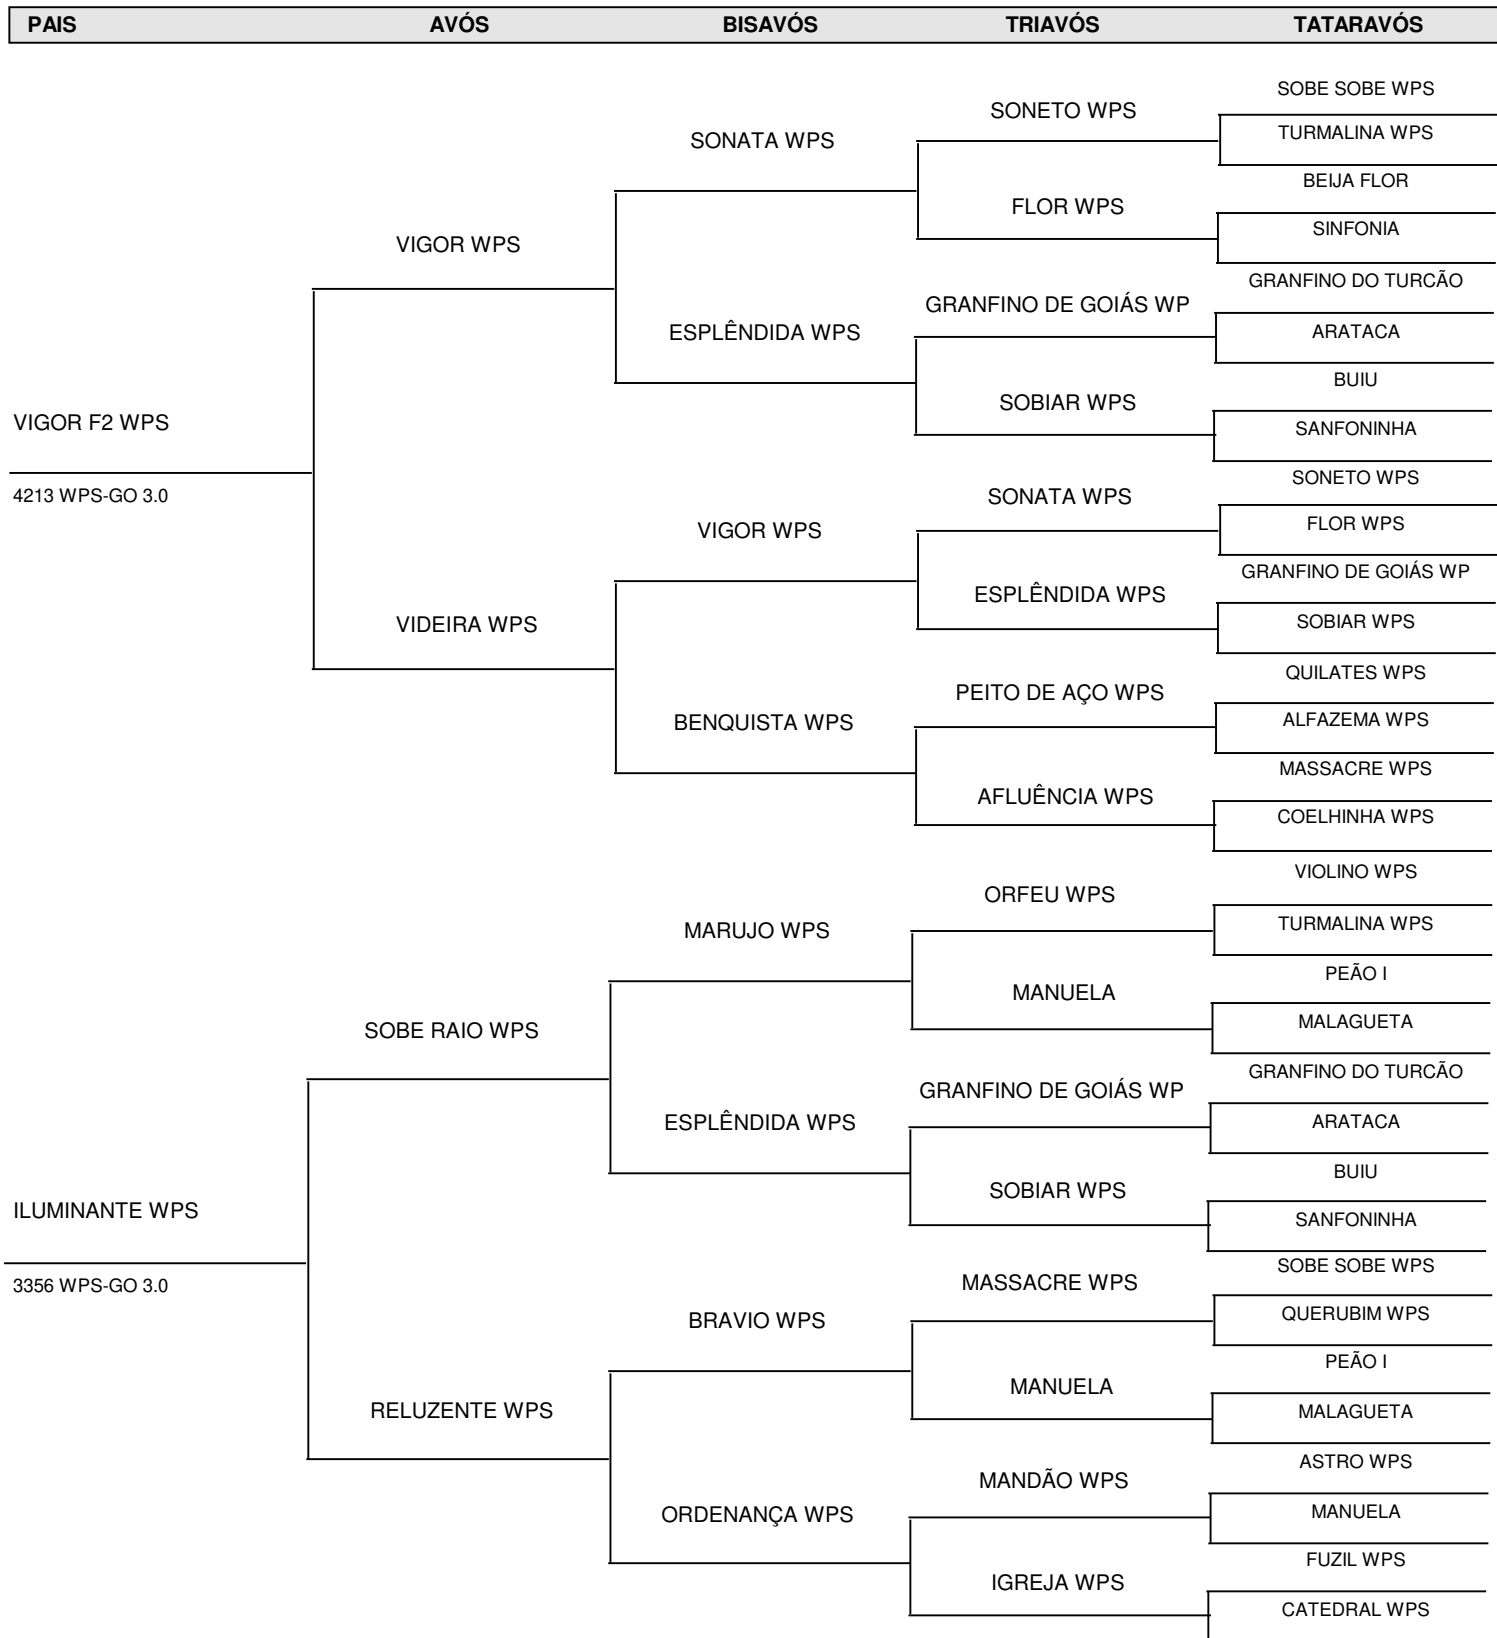 PAIS AVÓS BISAVÓS TRIAVÓS TATARAVÓS
SOBE SOBE WPS
SONETO WPS
TURMALINA WPS
SONATA WPS
BEIJA FLOR
FLOR WPS
SINFONIA
VIGOR WPS
GRANFINO DO TURCÃO
GRANFINO DE GOIÁS WP
ARATACA
ESPLÊNDIDA WPS
BUIU
SOBIAR WPS
SANFONINHA
VIGOR F2 WPS
SONETO WPS
4213 WPS-GO 3.0
SONATA WPS
FLOR WPS
VIGOR WPS
GRANFINO DE GOIÁS WP
ESPLÊNDIDA WPS
SOBIAR WPS
VIDEIRA WPS
QUILATES WPS
PEITO DE AÇO WPS
ALFAZEMA WPS
BENQUISTA WPS
MASSACRE WPS
AFLUÊNCIA WPS
COELHINHA WPS
VIOLINO WPS
ORFEU WPS
TURMALINA WPS
MARUJO WPS
PEÃO I
MANUELA
MALAGUETA
SOBE RAIO WPS
GRANFINO DO TURCÃO
GRANFINO DE GOIÁS WP
ARATACA
ESPLÊNDIDA WPS
BUIU
SOBIAR WPS
SANFONINHA
ILUMINANTE WPS
SOBE SOBE WPS
3356 WPS-GO 3.0
MASSACRE WPS
QUERUBIM WPS
BRAVIO WPS
PEÃO I
MANUELA
MALAGUETA
RELUZENTE WPS
ASTRO WPS
MANDÃO WPS
MANUELA
ORDENANÇA WPS
FUZIL WPS
IGREJA WPS
CATEDRAL WPS